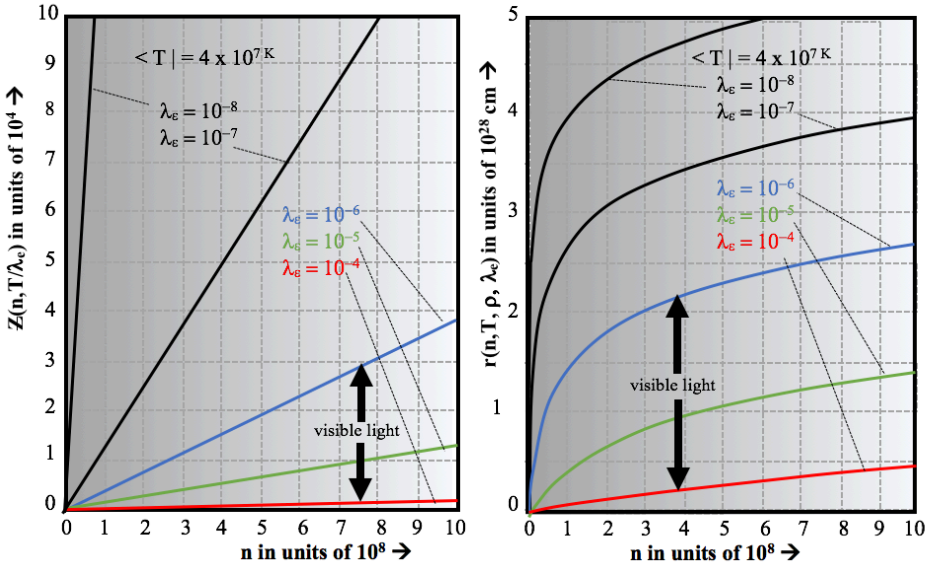 Z(n,T/λe) in units of 10⁴ →
10
9
8
7
6
5
4
3
2
1
0
< T | = 4 x 10⁷ ᴷ
λε = 10⁻⁸
λε = 10⁻⁷
λε = 10⁻⁶
λε = 10⁻⁵
λε = 10⁻⁴
visible light
0 1 2 3 4 5 6 7 8 9 10
n in units of 10⁸ →
r(n,T, ρ, λe) in units of 10²⁸ cm →
5
4
3
2
1
0
< T | = 4 x 10⁷ ᴷ
λε = 10⁻⁸
λε = 10⁻⁷
λε = 10⁻⁶
λε = 10⁻⁵
λε = 10⁻⁴
visible light
0 1 2 3 4 5 6 7 8 9 10
n in units of 10⁸ →